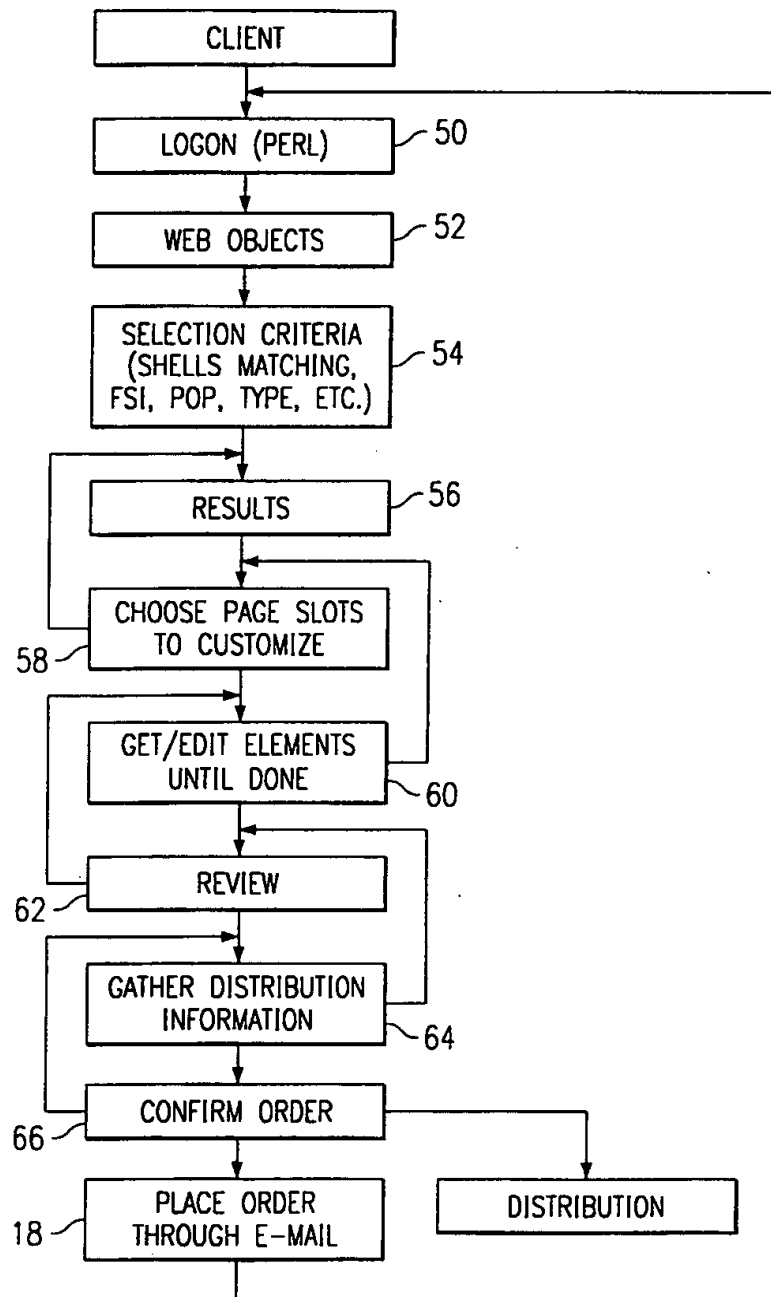 CLIENT
LOGON (PERL)
50
WEB OBJECTS
52
SELECTION CRITERIA
(SHELLS MATCHING,
FSI, POP, TYPE, ETC.)
54
RESULTS
56
CHOOSE PAGE SLOTS
TO CUSTOMIZE
58
GET/EDIT ELEMENTS
UNTIL DONE
60
REVIEW
62
GATHER DISTRIBUTION
INFORMATION
64
CONFIRM ORDER
66
PLACE ORDER
THROUGH E-MAIL
18
DISTRIBUTION